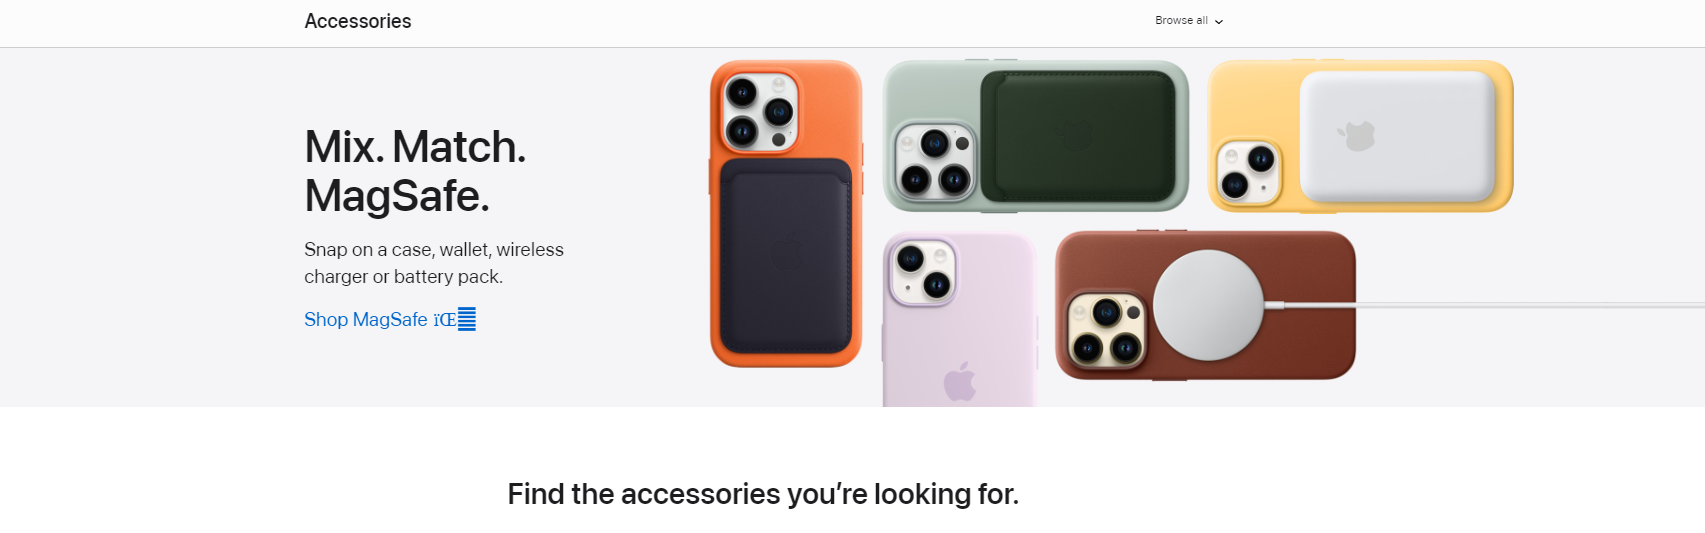 Accessories
Browse all
Mix. Match.
MagSafe.
Snap on a case, wallet, wireless
charger or battery pack.
Shop MagSafe ïŒ
Find the accessories you’re looking for.